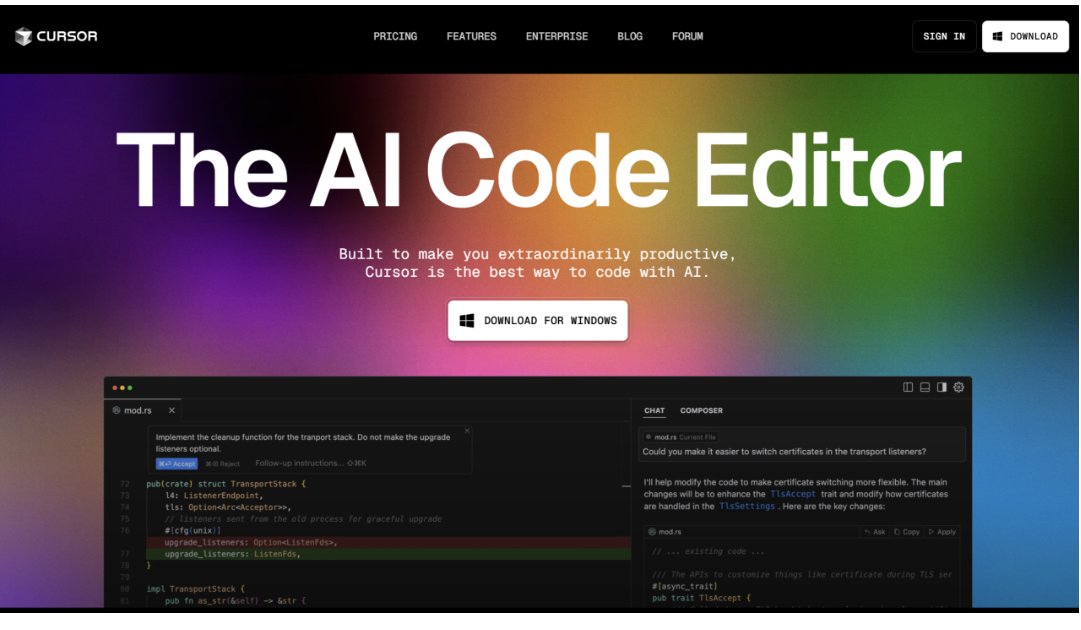 CURSOR
PRICING
FEATURES
ENTERPRISE
BLOG
FORUM
SIGN IN
DOWNLOAD
The AI Code Editor
Built to make you extraordinarily productive,
Cursor is the best way to code with AI.
DOWNLOAD FOR WINDOWS
mod.rs
Implement the cleanup function for the tranport stack. Do not make the upgrade
listeners optional.
Accept
Reject
Follow-up instructions...
72 pub(crate) struct TransportStack {
73 l4: ListenerEndpoint,
74 tls: Option<Arc<Acceptor>>,
75 // listeners sent from the old process for graceful upgrade
76 #[cfg(unix)]
upgrade_listeners: Option<ListenFds>,
77 upgrade_listeners: ListenFds,
78 }
79
80 impl TransportStack {
81 pub fn as_str(&self) -> &str {
CHAT
COMPOSER
mod.rs Current File
Could you make it easier to switch certificates in the transport listeners?
I'll help modify the code to make certificate switching more flexible. The main
changes will be to enhance the TlsAccept trait and modify how certificates
are handled in the TlsSettings. Here are the key changes:
mod.rs
Ask
Copy
Apply
// ... existing code ...
/// The APIs to customize things like certificate during TLS ser
#[async_trait]
pub trait TlsAccept {